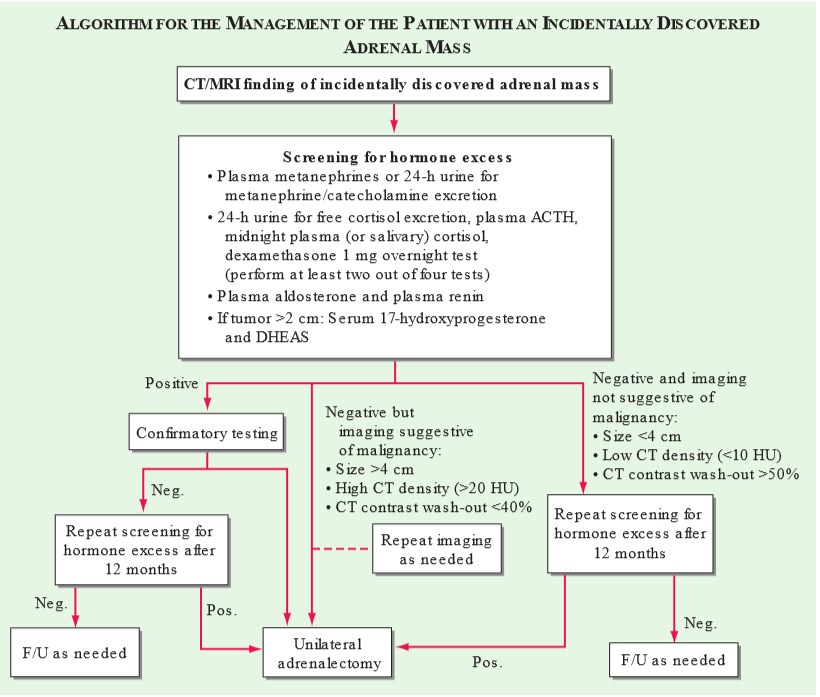 ALGORITHM FOR THE MANAGEMENT OF THE PATIENT WITH AN INCIDENTALLY DISCOVERED
ADRENAL MASS
CT/MRI finding of incidentally discovered adrenal mass
Screening for hormone excess
• Plasma metanephrines or 24-h urine for
metanephrine/catecholamine excretion
• 24-h urine for free cortisol excretion, plasma ACTH,
midnight plasma (or salivary) cortisol,
dexamethasone 1 mg overnight test
(perform at least two out of four tests)
• Plasma aldosterone and plasma renin
• If tumor >2 cm: Serum 17-hydroxyprogesterone
and DHEAS
Positive
Confirmatory testing
Negative but
imaging suggestive
of malignancy:
• Size >4 cm
• High CT density (>20 HU)
• CT contrast wash-out <40%
Negative and imaging
not suggestive of
malignancy:
• Size <4 cm
• Low CT density (<10 HU)
• CT contrast wash-out >50%
Neg.
Repeat screening for
hormone excess after
12 months
Repeat imaging
as needed
Repeat screening for
hormone excess after
12 months
Neg.
Pos.
F/U as needed
Unilateral
adrenalectomy
Pos.
Neg.
F/U as needed